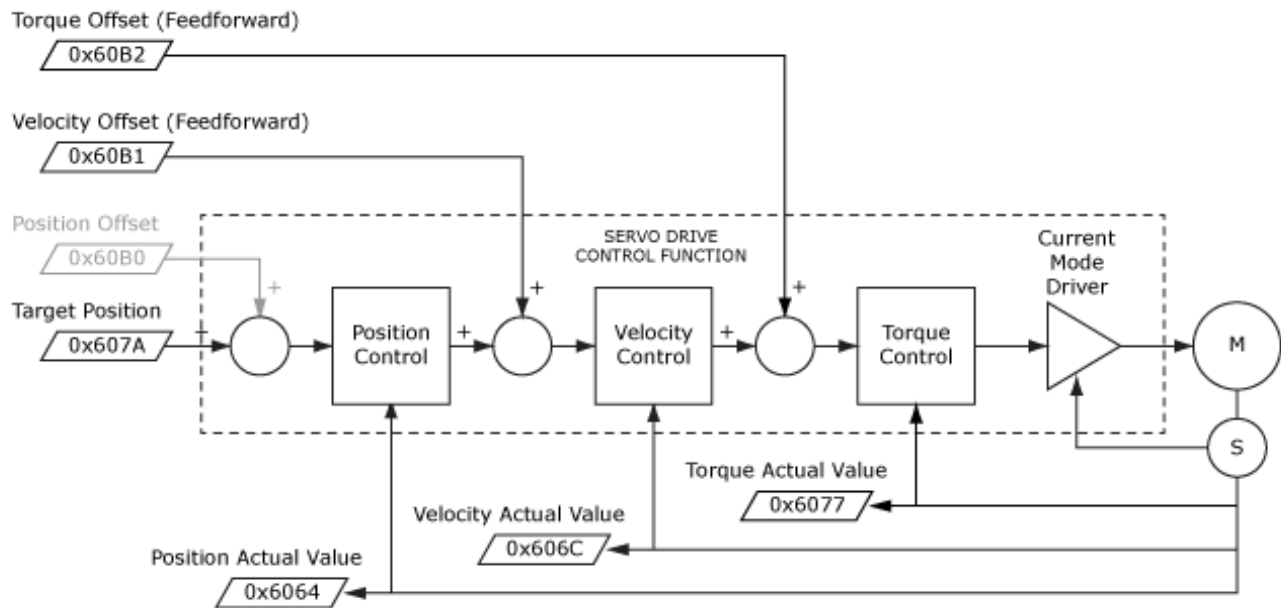 Torque Offset (Feedforward)
0x60B2
Velocity Offset (Feedforward)
0x60B1
Position Offset
0x60B0
SERVO DRIVE
CONTROL FUNCTION
Current
Mode
Driver
+
+
+
Target Position
0x607A
+
Position
Control
+
Velocity
Control
+
Torque
Control
M
S
Torque Actual Value
0x6077
Velocity Actual Value
0x606C
Position Actual Value
0x6064